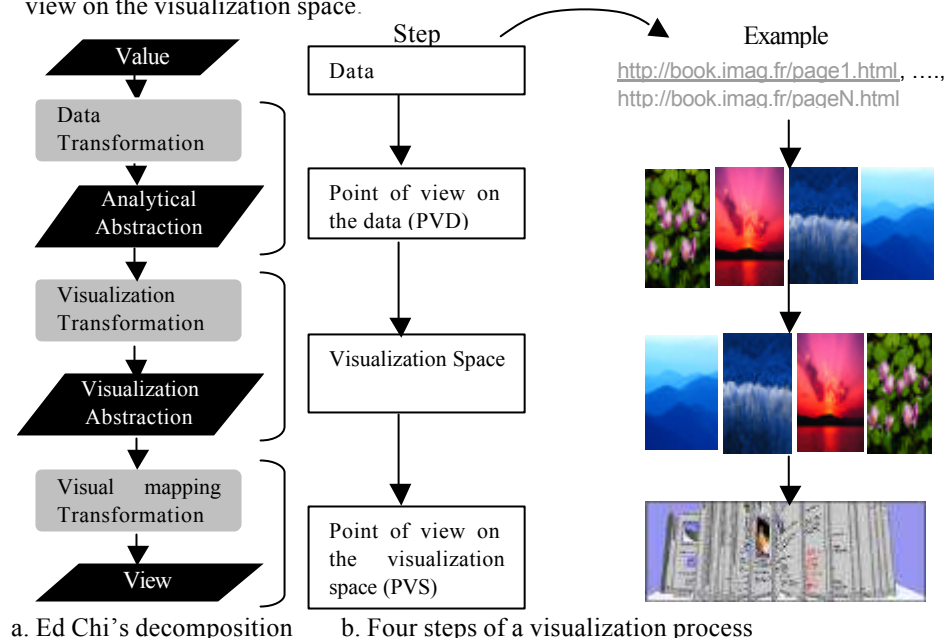 view on the visualization space.
Value
Data
Transformation
Analytical
Abstraction
Visualization
Transformation
Visualization
Abstraction
Visual mapping
Transformation
View
a. Ed Chi's decomposition
Step
Data
Point of view on
the data (PVD)
Visualization Space
Point of view on
the visualization
space (PVS)
Example
http://book.imag.fr/page1.html, ….,
http://book.imag.fr/pageN.html
b. Four steps of a visualization process